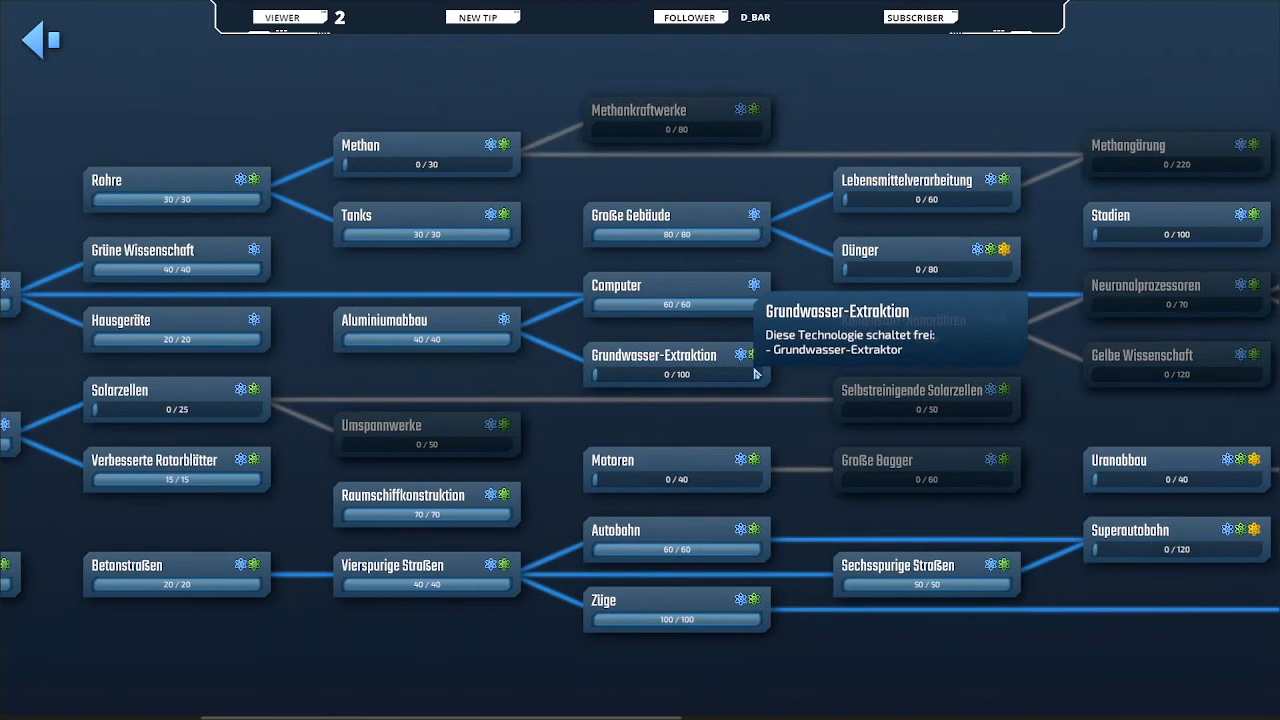 VIEWER 2
NEW TIP
FOLLOWER D_BAR
SUBSCRIBER
Methankraftwerke
0 / 80
Methan
0 / 30
Methangärung
0 / 220
Rohre
30 / 30
Lebensmittelverarbeitung
0 / 60
Tanks
30 / 30
Große Gebäude
80 / 80
Stadien
0 / 100
Grüne Wissenschaft
40 / 40
Dünger
0 / 80
Computer
60 / 60
Neuronalprozessoren
0 / 70
Hausgeräte
20 / 20
Aluminiumabbau
40 / 40
Grundwasser-Extraktion
Diese Technologie schaltet frei:
- Grundwasser-Extraktor
Grundwasser-Extraktion
0 / 100
Gelbe Wissenschaft
0 / 120
Solarzellen
0 / 25
Selbstreinigende Solarzellen
0 / 50
Umspannwerke
0 / 50
Verbesserte Rotorblätter
15 / 15
Motoren
0 / 40
Große Bagger
0 / 60
Uranabbau
0 / 40
Raumschiffkonstruktion
70 / 70
Autobahn
60 / 60
Superautobahn
0 / 120
Betonstraßen
20 / 20
Vierspurige Straßen
40 / 40
Sechsspurige Straßen
50 / 50
Züge
100 / 100